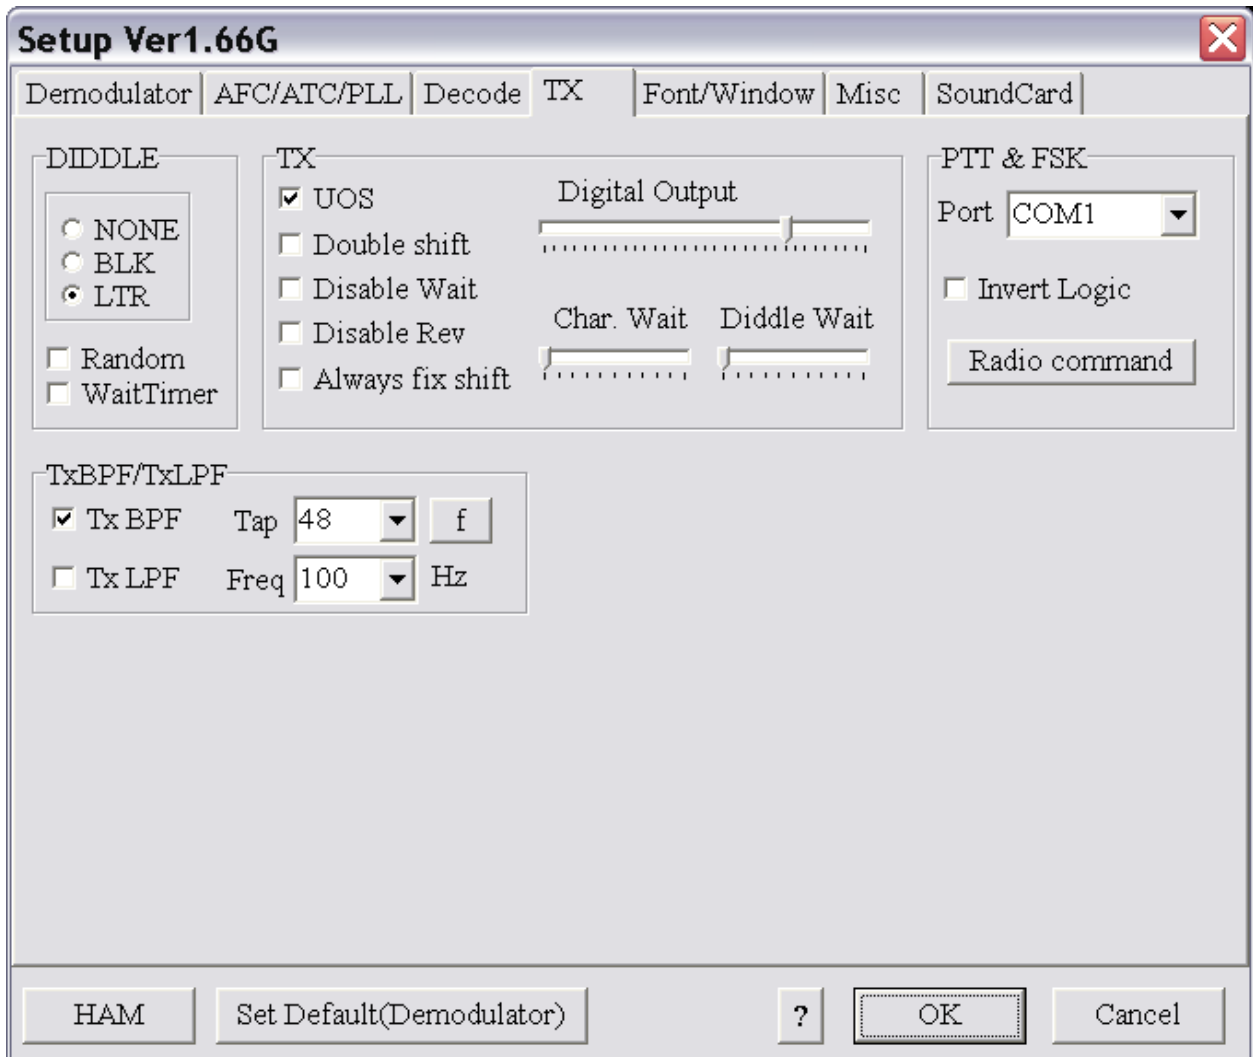 Setup Ver1.66G
Demodulator AFC/ATC/PLL Decode TX Font/Window Misc SoundCard
DIDDLE
NONE
BLK
LTR
Random
WaitTimer
TX
UOS
Double shift
Disable Wait
Disable Rev
Always fix shift
Digital Output
Char. Wait Diddle Wait
PTT & FSK
Port COM1
Invert Logic
Radio command
TxBPF/TxLPF
Tx BPF Tap 48 f
Tx LPF Freq 100 Hz
HAM Set Default(Demodulator) ? OK Cancel